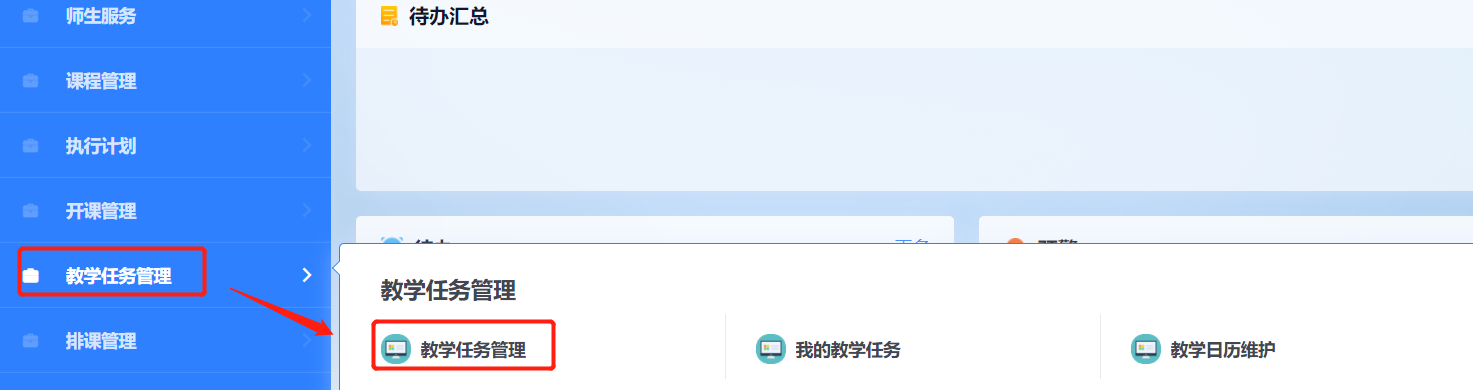 师生服务
待办汇总
课程管理
执行计划
开课管理
教学任务管理
教学任务管理
排课管理
教学任务管理
我的教学任务
教学日历维护